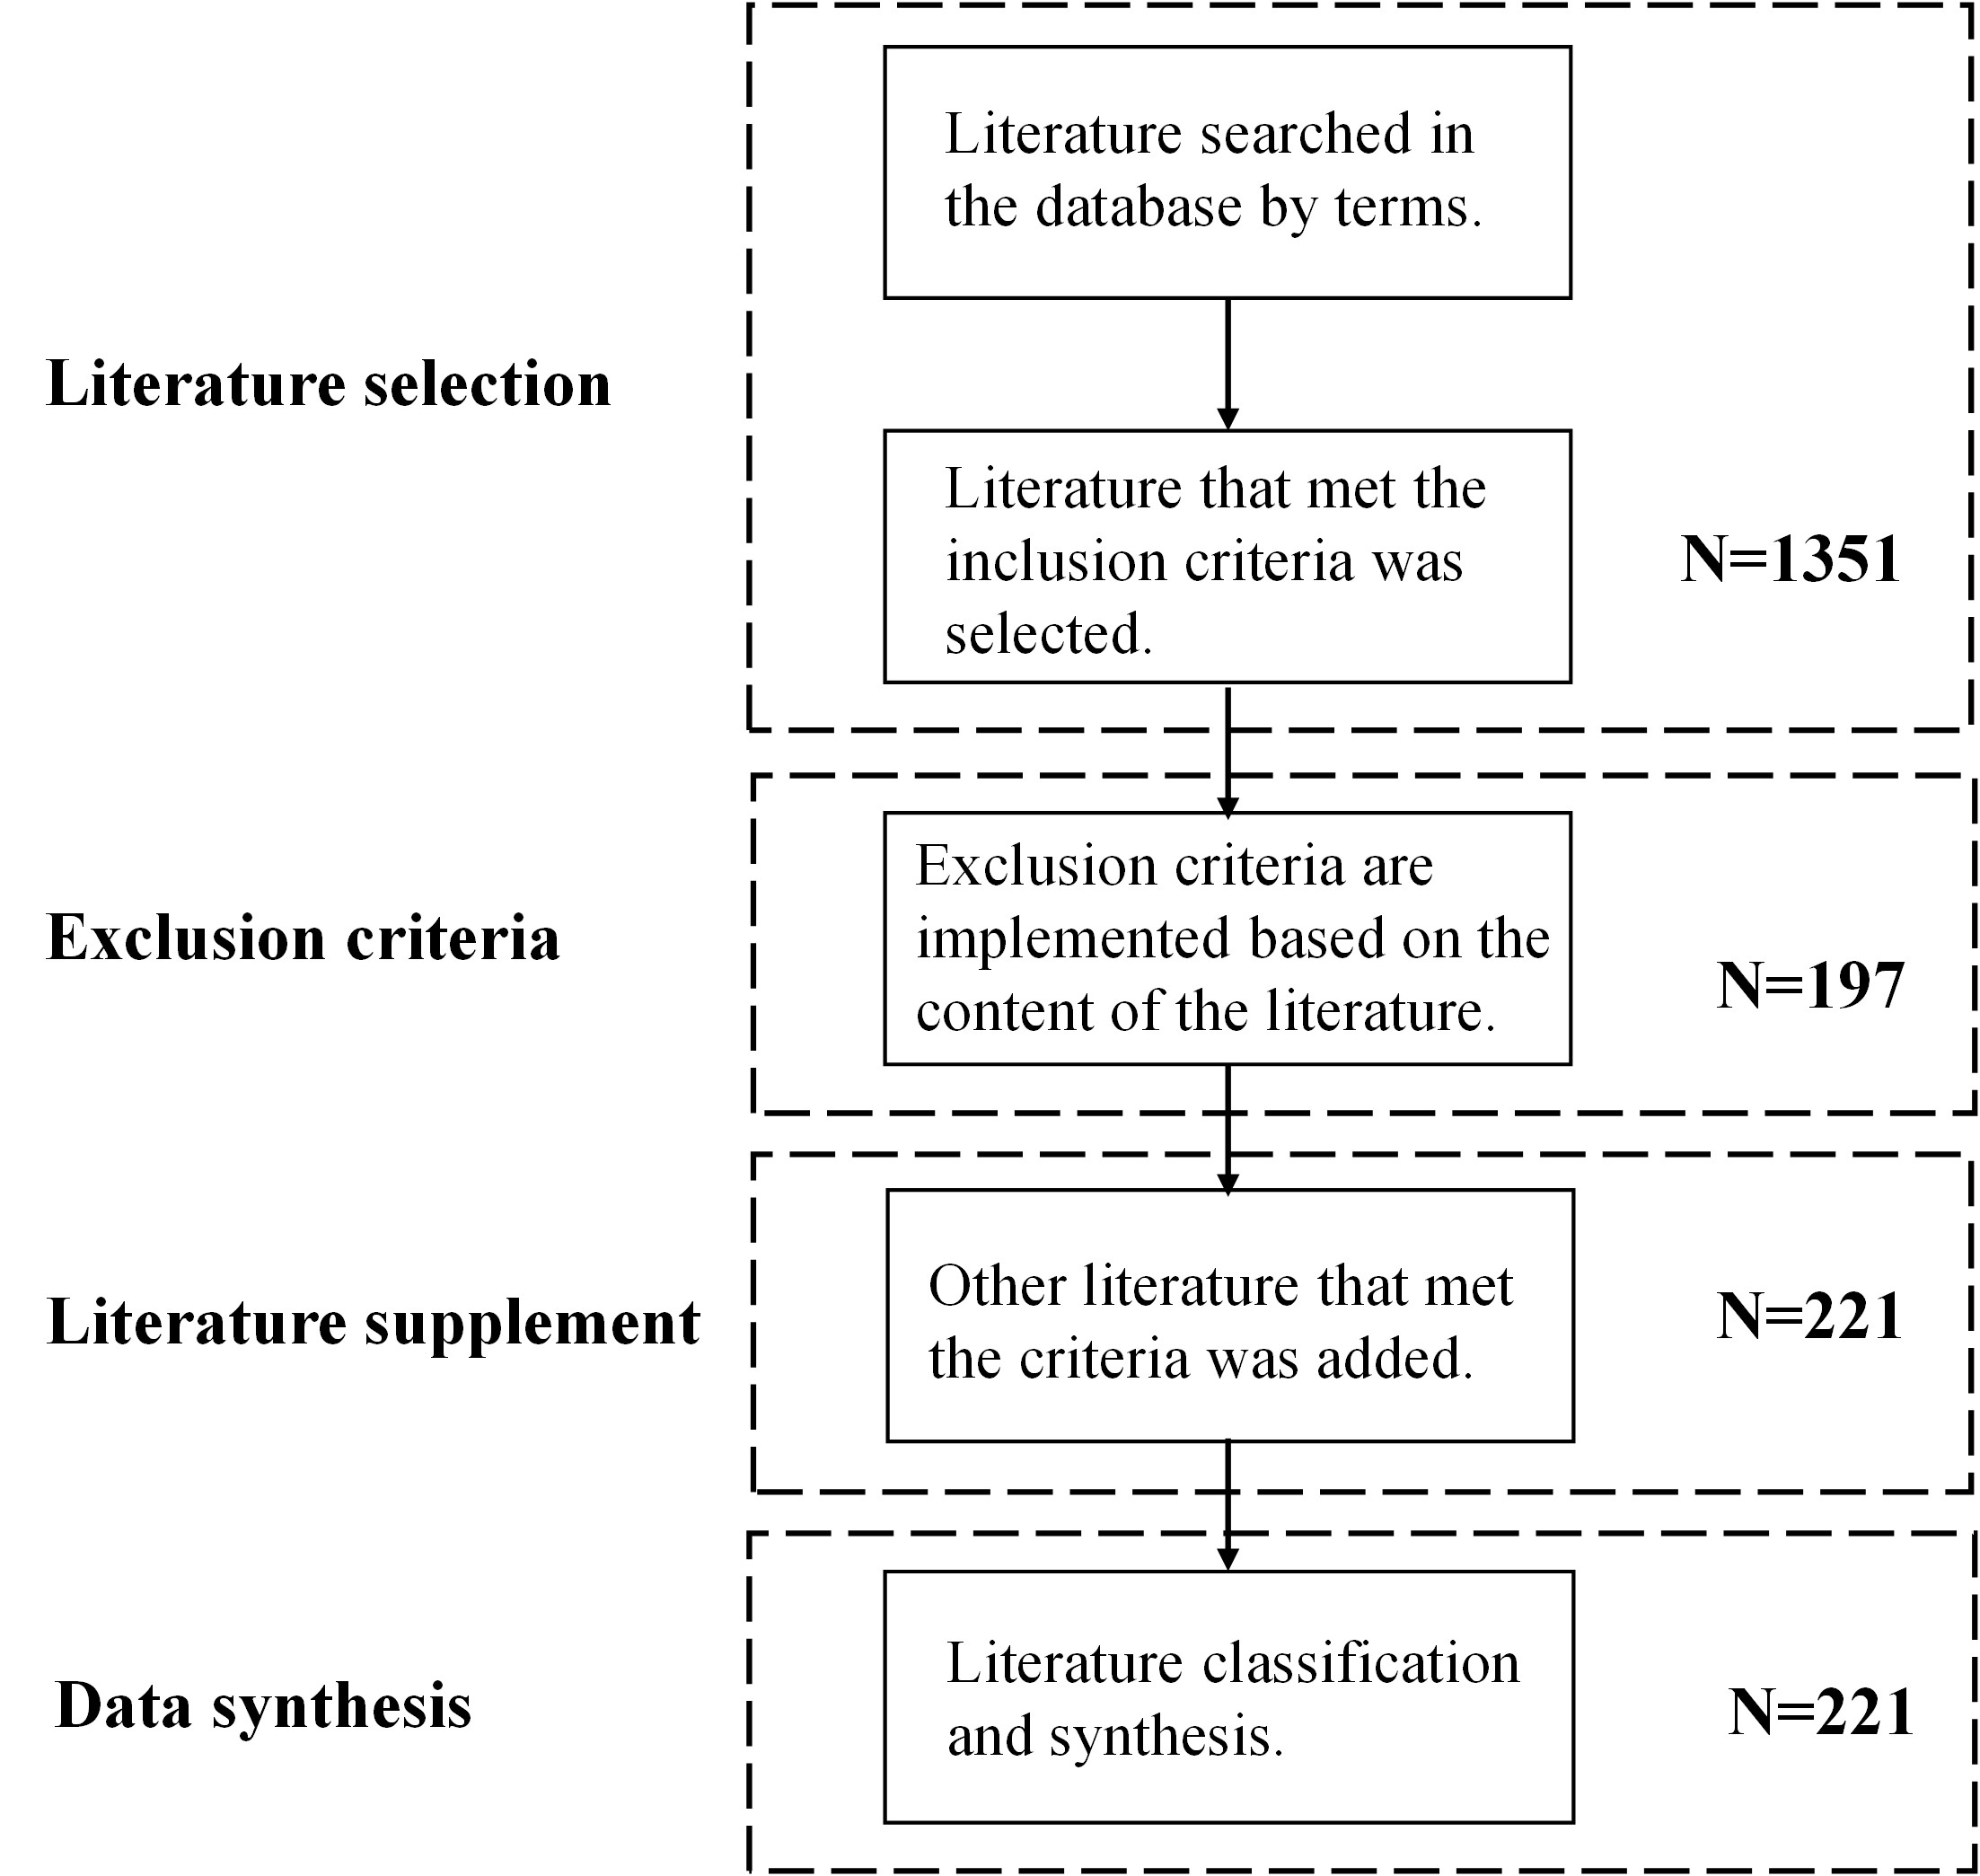 Literature searched in
the database by terms.
Literature selection
Literature that met the
inclusion criteria was
selected.
N=1351
Exclusion criteria
Exclusion criteria are
implemented based on the
content of the literature.
N=197
Literature supplement
Other literature that met
the criteria was added.
N=221
Data synthesis
Literature classification
and synthesis.
N=221